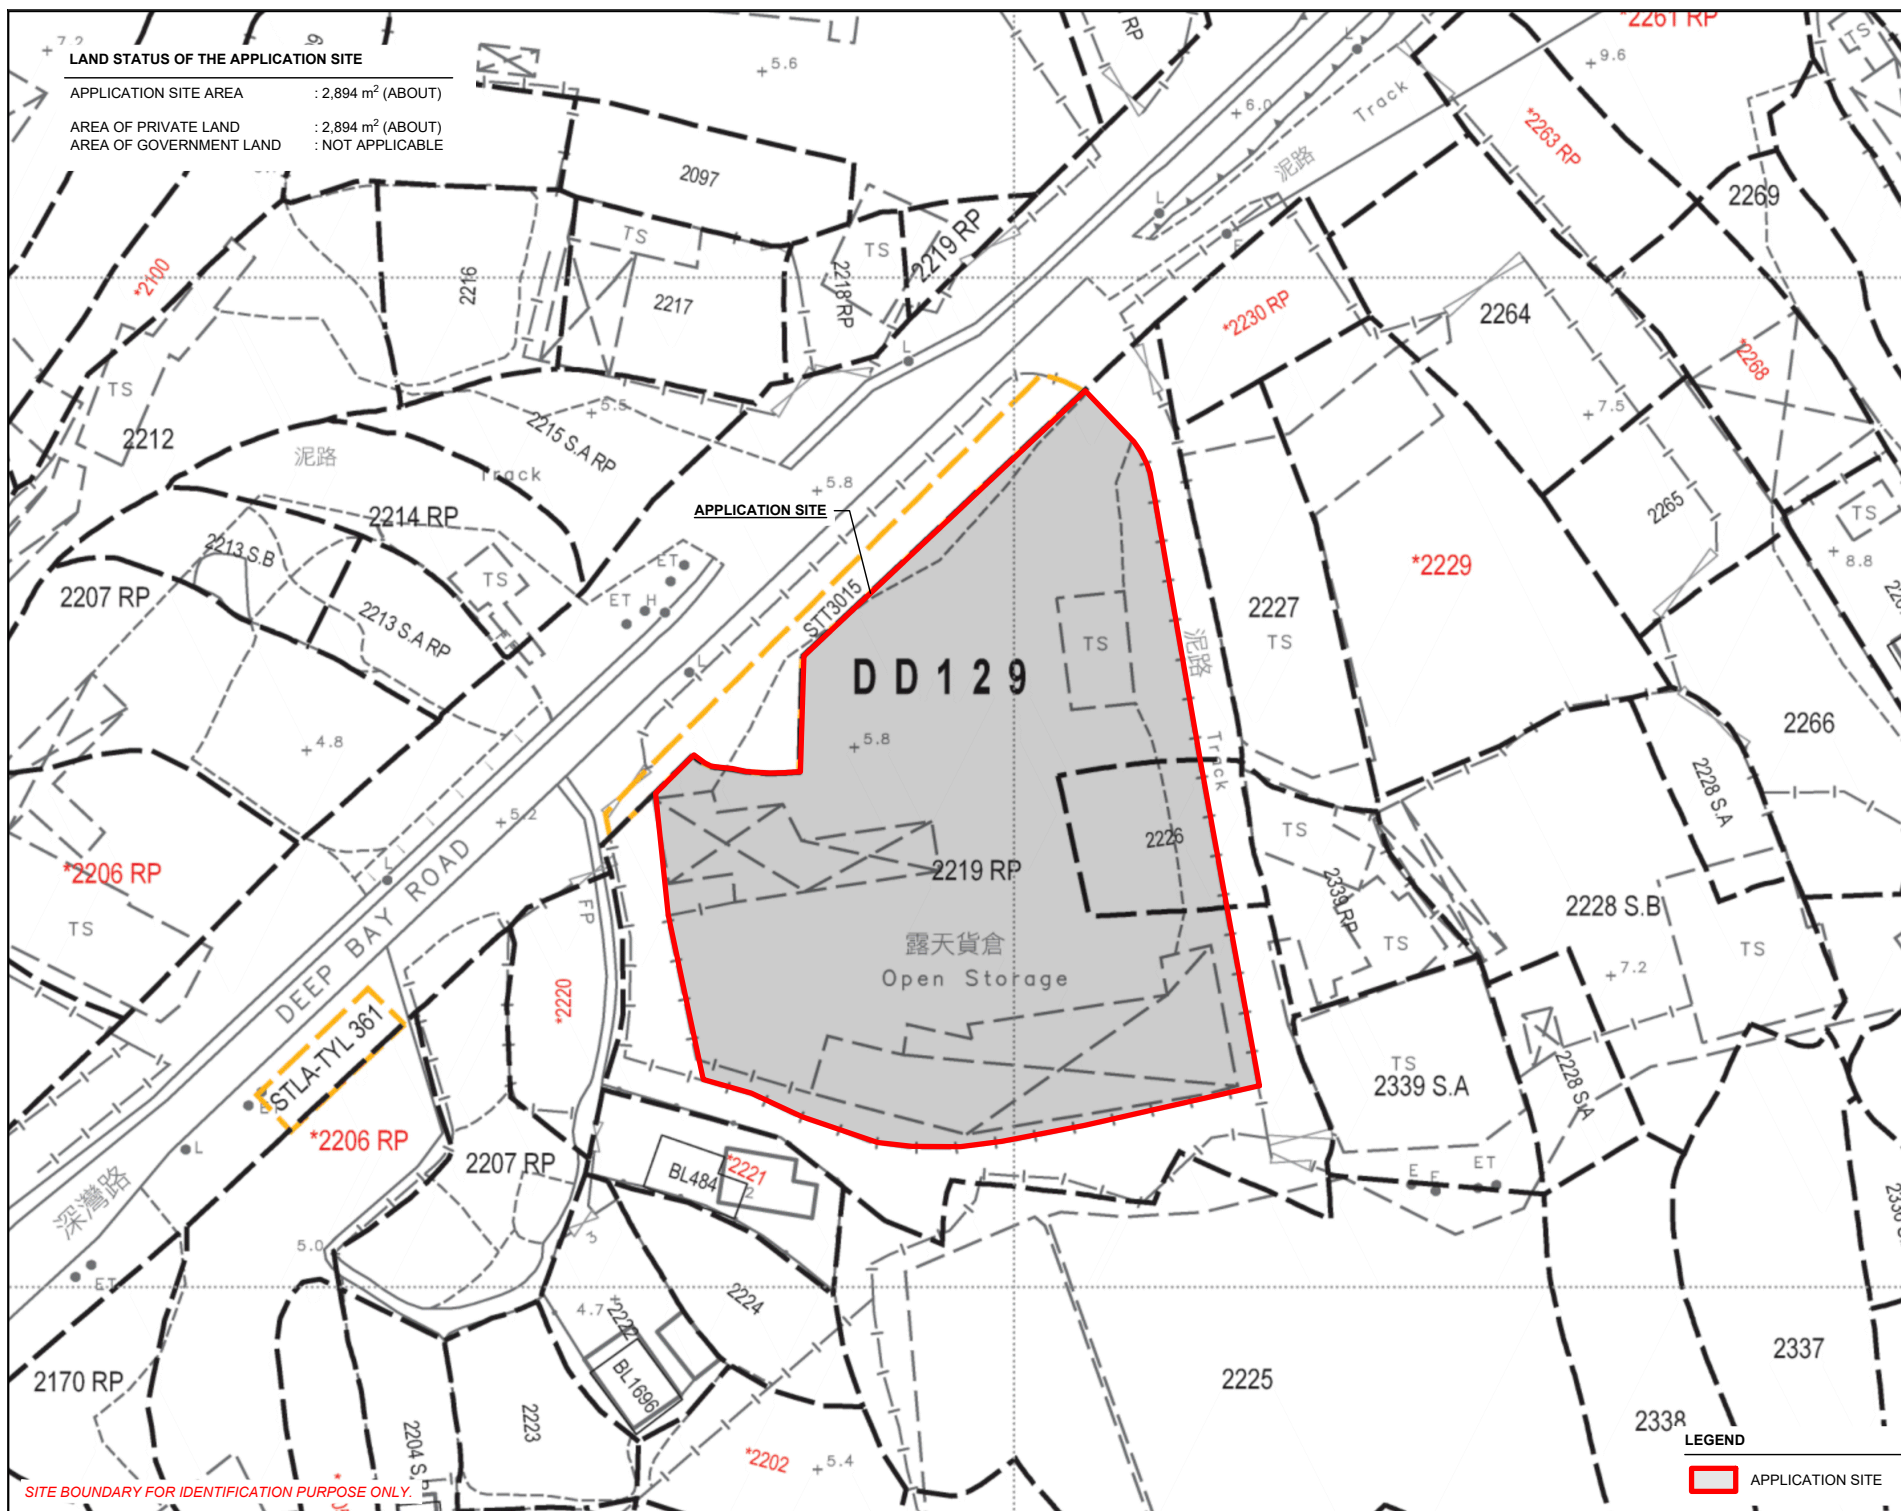 LAND STATUS OF THE APPLICATION SITE
APPLICATION SITE AREA : 2,894 m² (ABOUT)
AREA OF PRIVATE LAND : 2,894 m² (ABOUT)
AREA OF GOVERNMENT LAND : NOT APPLICABLE
+7.2
+5.6
RP
L
*2261 RP
+9.6
TS
+6.0
Track
泥路
*2263 RP
2097
2269
*2100
2216
TS
2217
TS
2218 RP
2219 RP
L
E
*2230 RP
2264
*2268
L
TS
2212
泥路
Track
+5.5
2215 S.A RP
+7.5
+5.8
APPLICATION SITE
2214 RP
2213 S.B
2265
TS
+8.8
*2229
2207 RP
2213 S.A RP
TS
ET
ET H
STT3015
2227
TS
泥路
TS
DD129
L
+4.8
+5.8
Track
2266
2228 S.A
+5.2
2226
TS
*2206 RP
TS
L
DEEP BAY ROAD
FP
2219 RP
2339 RP
TS
2228 S.B
TS
露天貨倉
Open Storage
+7.2
*2220
STLA-TYL 361
TS
2339 S.A
2228 S.A
*2206 RP
L
2207 RP
BL484
*2221
2
E
E
ET
深灣路
5.0
3
ET
4.7
2222
2224
2170 RP
BL1696
2225
2337
2223
2204 S.
2338
*2202
+5.4
LEGEND
APPLICATION SITE
SITE BOUNDARY FOR IDENTIFICATION PURPOSE ONLY.